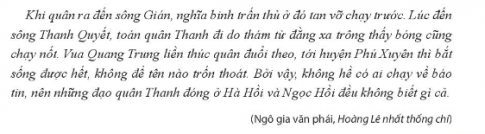 Khi quân ra đến sông Gián, nghĩa binh trấn thủ ở đó tan vỡ chạy trước. Lúc đến
sông Thanh Quyết, toán quân Thanh đi do thám từ đằng xa trông thấy bóng cũng
chạy nốt. Vua Quang Trung liền thúc quân đuổi theo, tới huyện Phú Xuyên thì bắt
sống được hết, không để tên nào trốn thoát. Bởi vậy, không hề có ai chạy về báo
tin, nên những đạo quân Thanh đóng ở Hà Hồi và Ngọc Hồi đều không biết gì cả.
(Ngô gia văn phái, Hoàng Lê nhất thống chí)